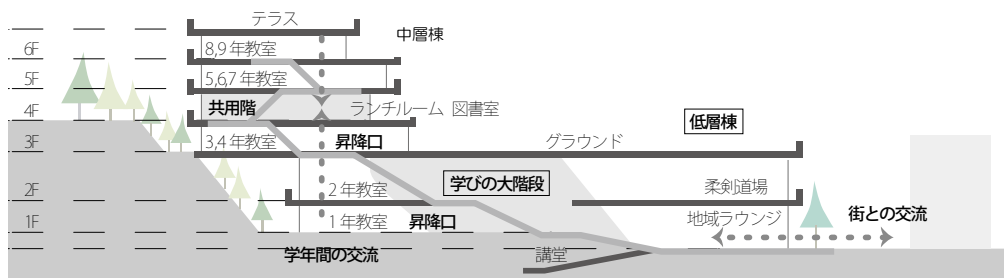 テラス
中層棟
6F
8,9年教室
5F
5,6,7年教室
4F
共用階
ランチルーム 図書室
低層棟
3F
3,4年教室
昇降口
グラウンド
学びの大階段
2F
2年教室
柔剣道場
1F
1年教室
昇降口
地域ラウンジ
街との交流
学年間の交流
講堂